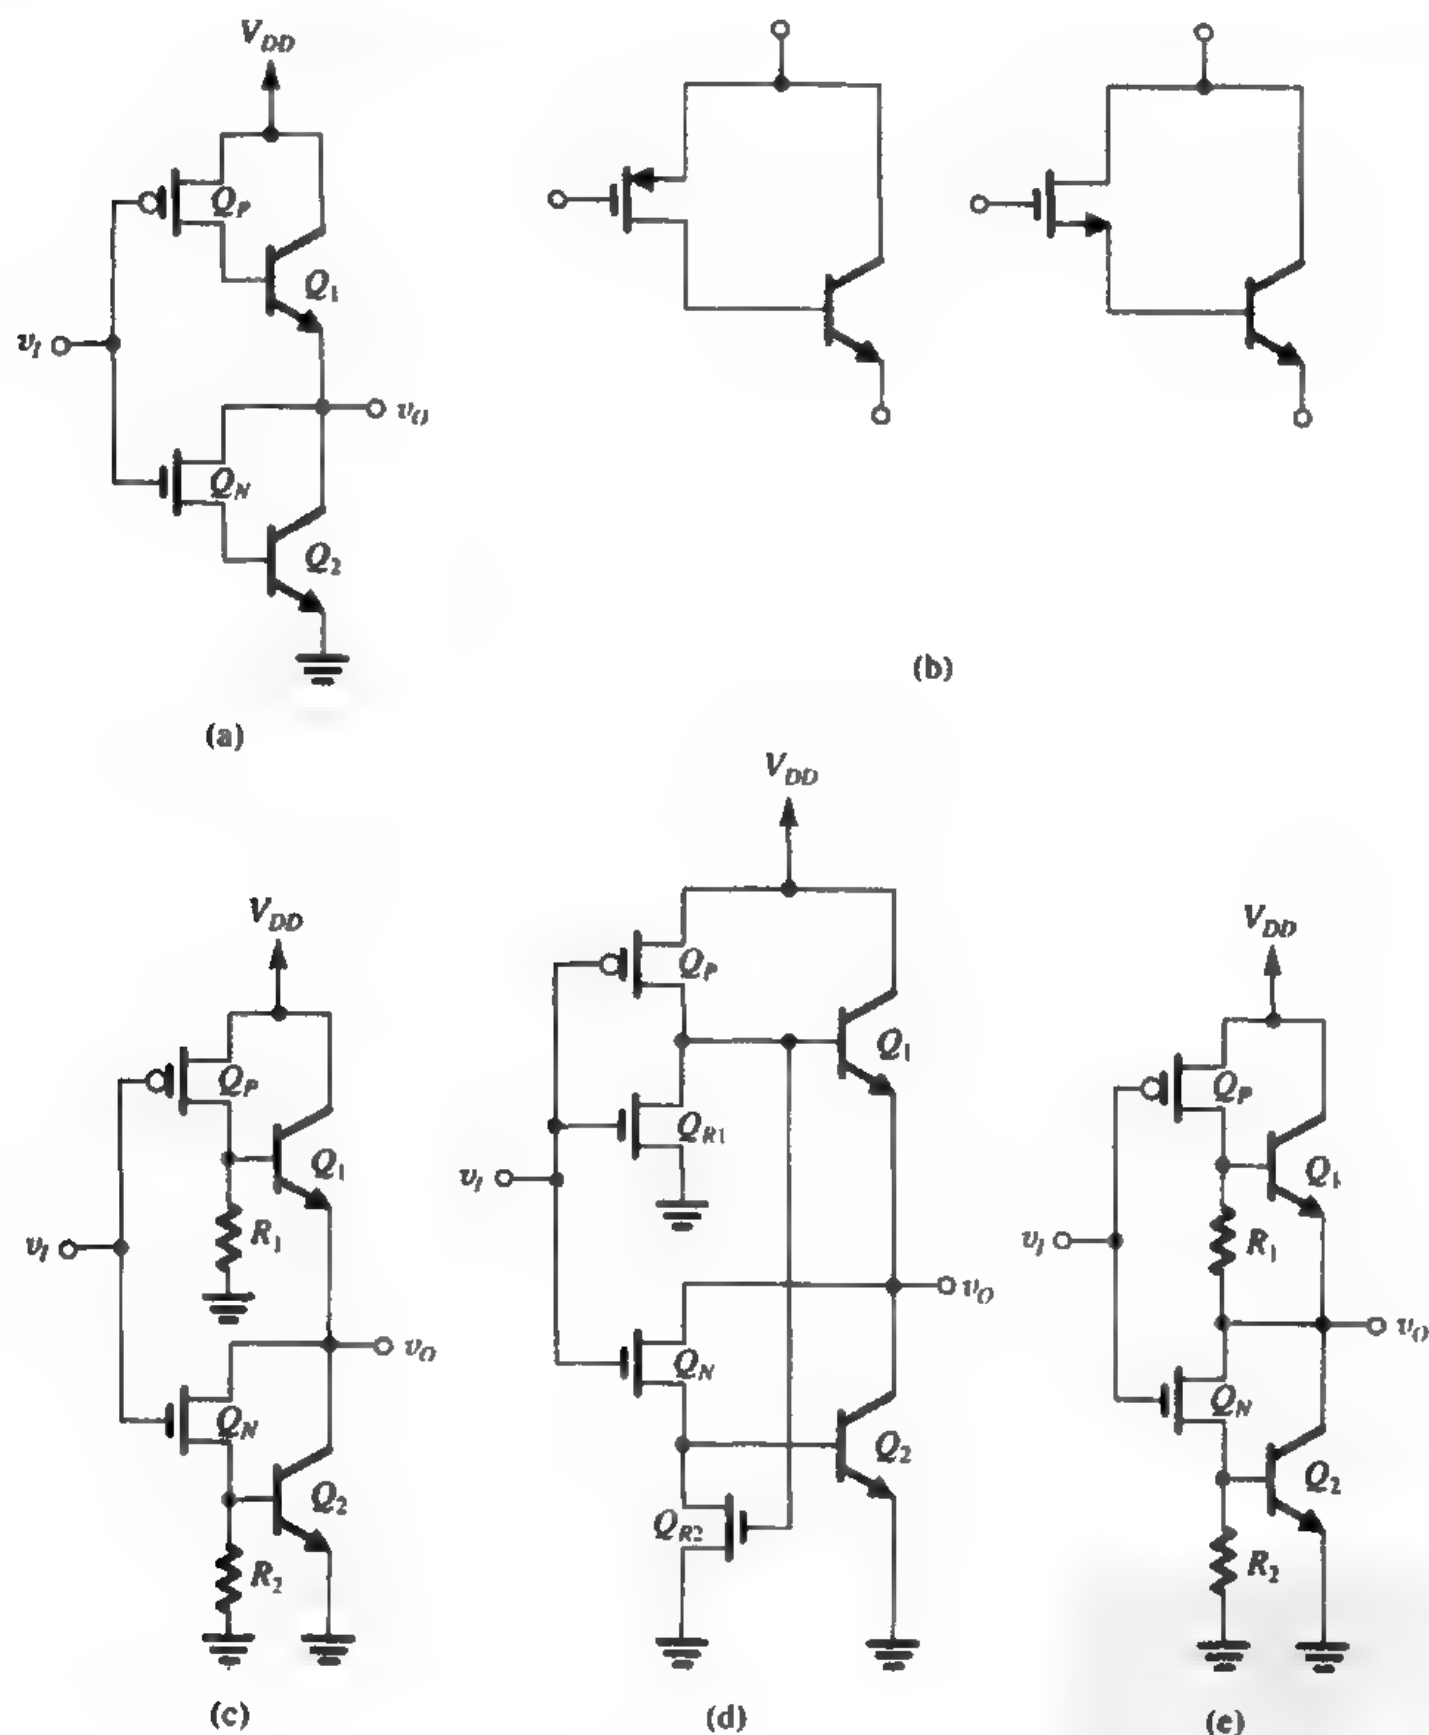 V_DD
Q_P
Q_1
v_I
v_O
Q_N
Q_2
(a)
(b)
V_DD
Q_P
Q_1
R_1
v_I
v_O
Q_N
Q_2
R_2
(c)
V_DD
Q_P
Q_1
Q_R1
v_I
v_O
Q_N
Q_2
Q_R2
(d)
V_DD
Q_P
Q_1
R_1
v_I
v_O
Q_N
Q_2
R_2
(e)